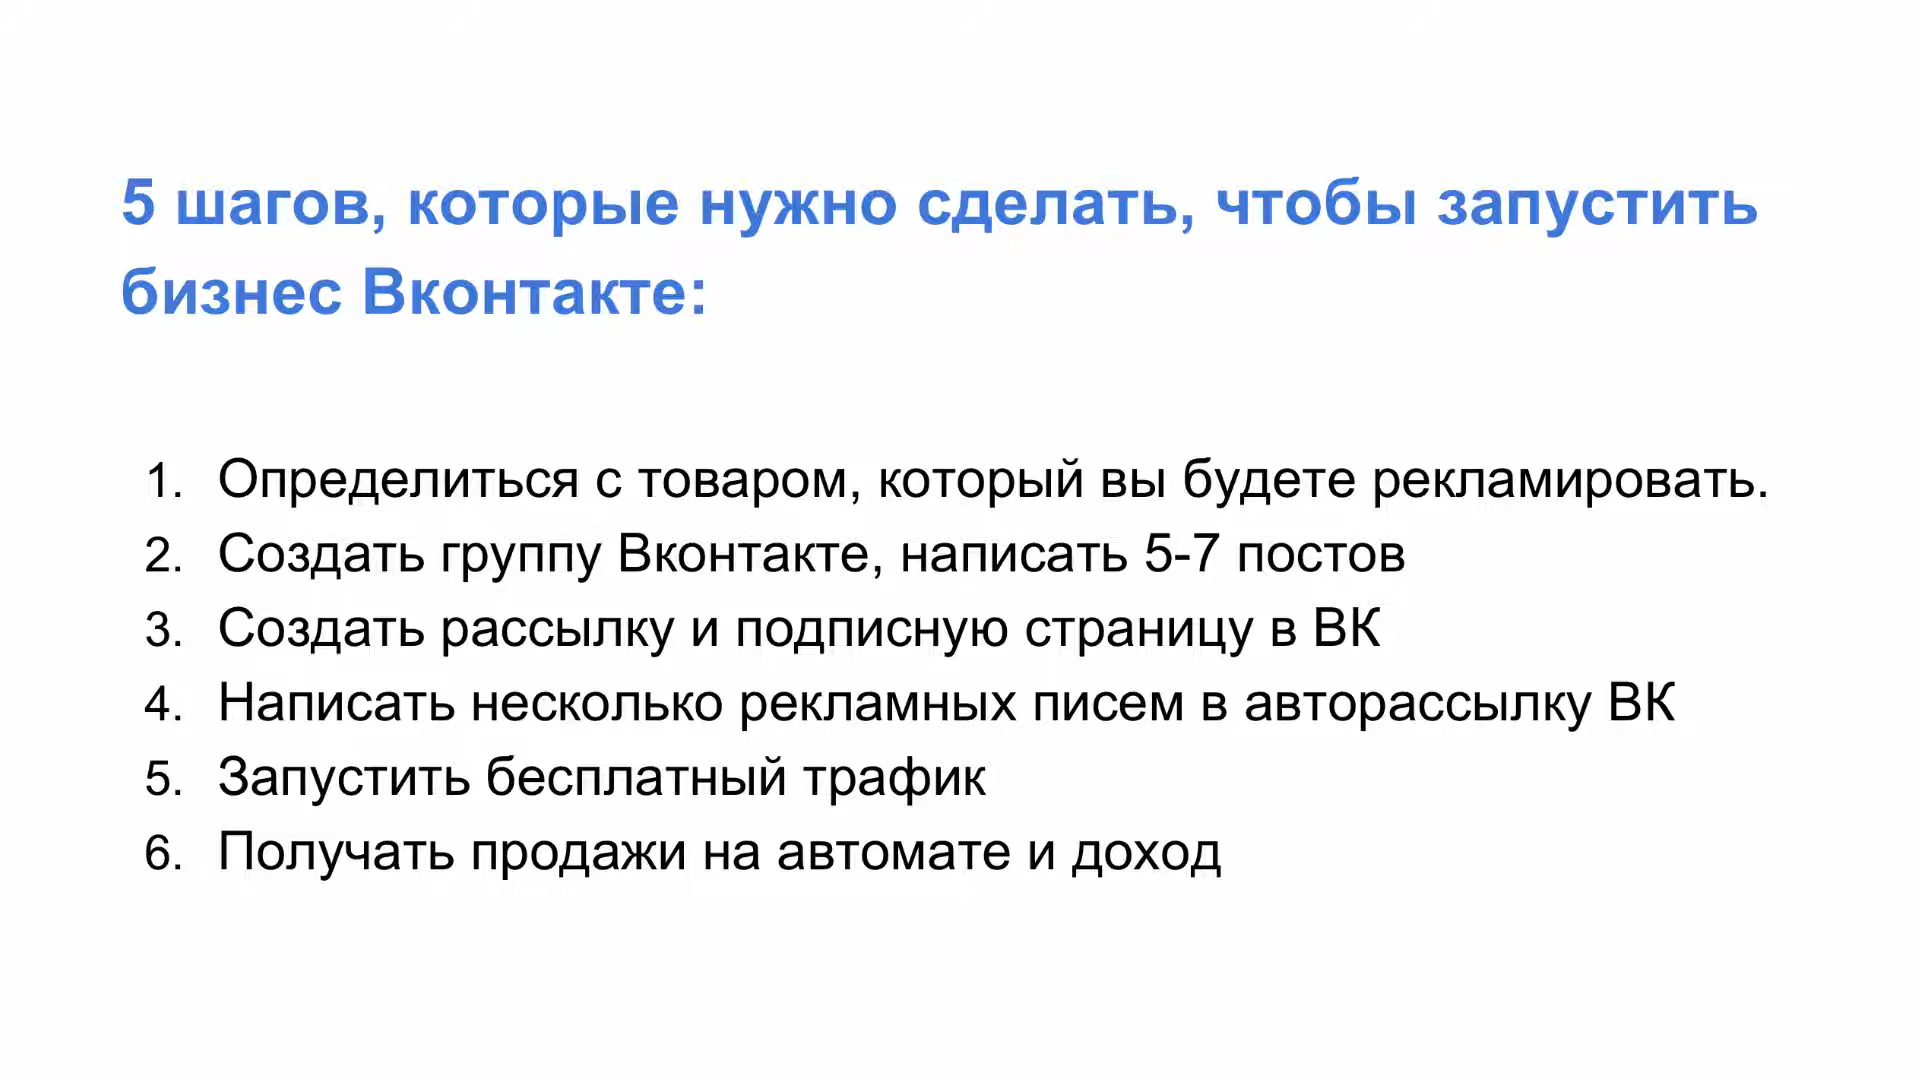 5 шагов, которые нужно сделать, чтобы запустить
бизнес Вконтакте:
1. Определиться с товаром, который вы будете рекламировать.
2. Создать группу Вконтакте, написать 5-7 постов
3. Создать рассылку и подписную страницу в ВК
4. Написать несколько рекламных писем в авторассылку ВК
5. Запустить бесплатный трафик
6. Получать продажи на автомате и доход